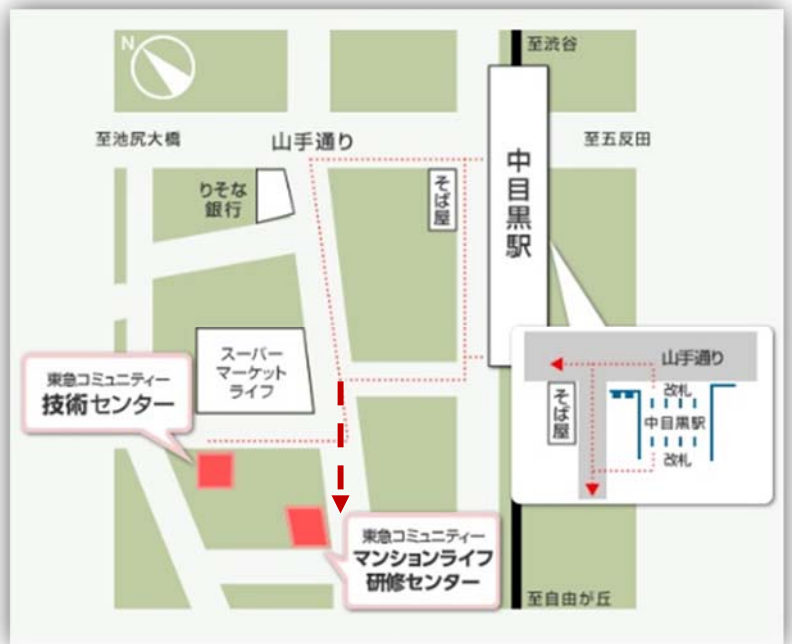 N
至渋谷
至池尻大橋
山手通り
至五反田
りそな
銀行
そば屋
中目黒駅
スーパー
マーケット
ライフ
東急コミュニティー
技術センター
山手通り
そば屋
改札
中目黒駅
改札
東急コミュニティー
マンションライフ
研修センター
至自由が丘